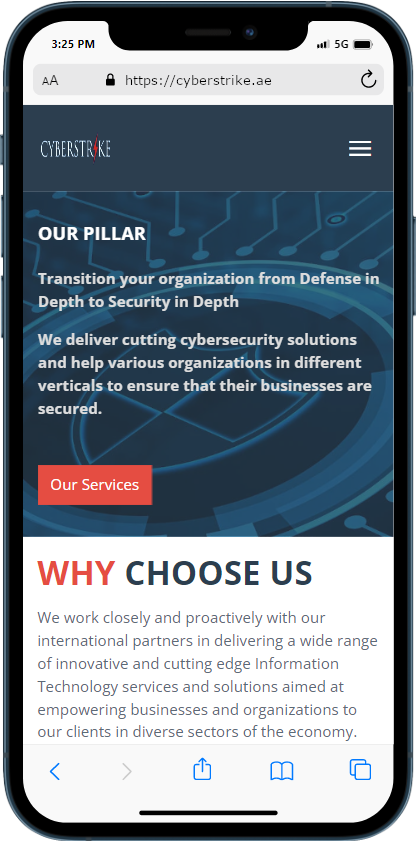 3:25 PM 5G
AA https://cyberstrike.ae
CYBERSTRIKE
OUR PILLAR
Transition your organization from Defense in
Depth to Security in Depth
We deliver cutting cybersecurity solutions
and help various organizations in different
verticals to ensure that their businesses are
secured.
Our Services
WHY CHOOSE US
We work closely and proactively with our
international partners in delivering a wide range
of innovative and cutting edge Information
Technology services and solutions aimed at
empowering businesses and organizations to
our clients in diverse sectors of the economy.